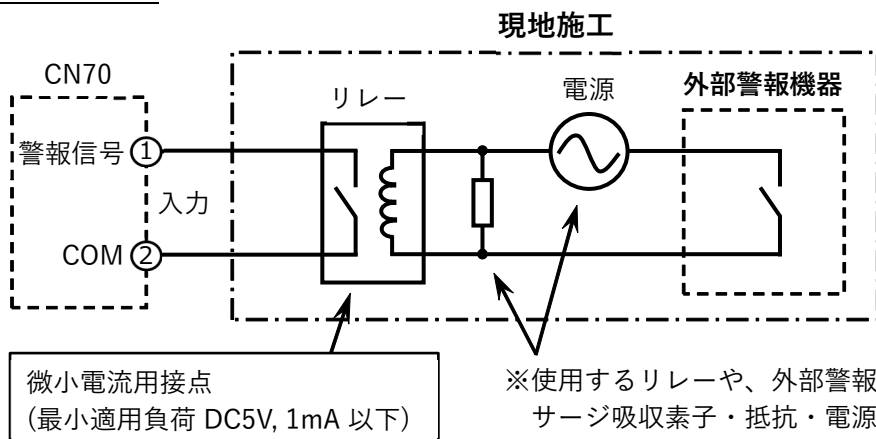 現地施工
CN70
リレー
電源
外部警報機器
警報信号 1
入力
COM 2
微小電流用接点
(最小適用負荷 DC5V, 1mA 以下)
※使用するリレーや、外部警報
サージ吸収素子・抵抗・電源